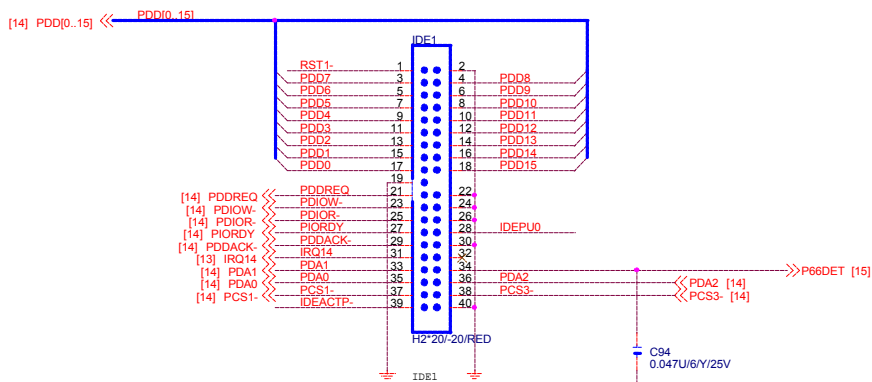 [14] PDD[0..15] PDD[0..15]
IDE1
RST1- 1 2
PDD7 3 4 PDD8
PDD6 5 6 PDD9
PDD5 7 8 PDD10
PDD4 9 10 PDD11
PDD3 11 12 PDD12
PDD2 13 14 PDD13
PDD1 15 16 PDD14
PDD0 17 18 PDD15
19
[14] PDDREQ PDDREQ 21 22
[14] PDIOW- PDIOW- 23 24
[14] PDIOR- PDIOR- 25 26
[14] PIORDY PIORDY 27 28 IDEPU0
[14] PDDACK- PDDACK- 29 30
[13] IRQ14 IRQ14 31 32
[14] PDA1 PDA1 33 34 P66DET [15]
[14] PDA0 PDA0 35 36 PDA2 PDA2 [14]
[14] PCS1- PCS1- 37 38 PCS3- PCS3- [14]
IDEACTP- 39 40
H2*20/-20/RED
C94
0.047U/6/Y/25V
IDE1